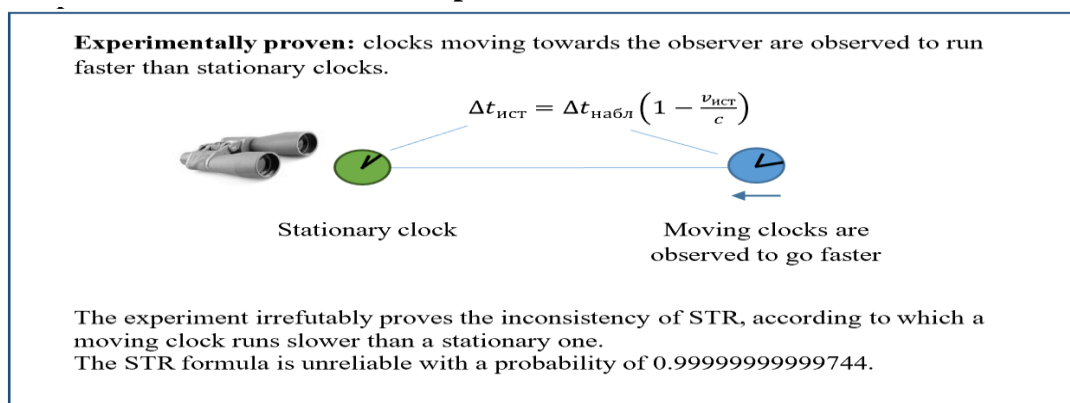 Experimentally proven: clocks moving towards the observer are observed to run
faster than stationary clocks.
Δtист = Δtнабл (1 − vист/c)
Stationary clock
Moving clocks are
observed to go faster
The experiment irrefutably proves the inconsistency of STR, according to which a
moving clock runs slower than a stationary one.
The STR formula is unreliable with a probability of 0.99999999999744.